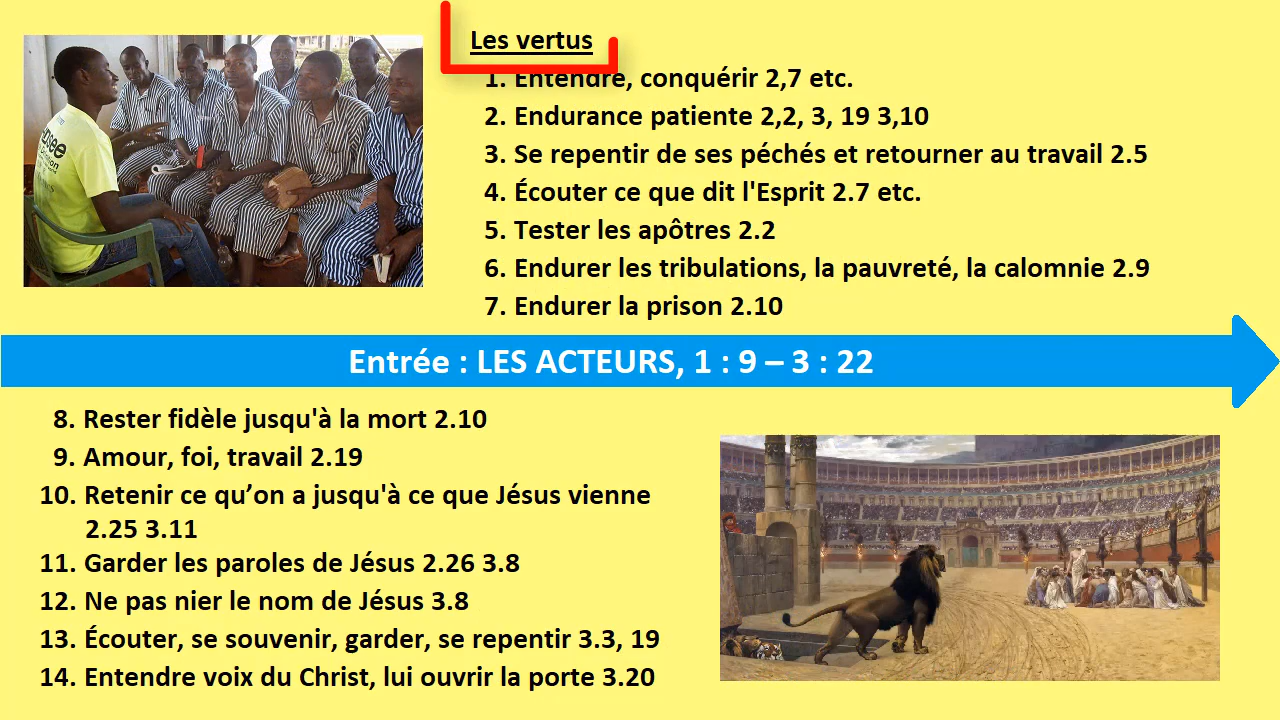 Les vertus
1. Entendre, conquérir 2,7 etc.
2. Endurance patiente 2,2, 3, 19 3,10
3. Se repentir de ses péchés et retourner au travail 2.5
4. Écouter ce que dit l'Esprit 2.7 etc.
5. Tester les apôtres 2.2
6. Endurer les tribulations, la pauvreté, la calomnie 2.9
7. Endurer la prison 2.10
Entrée : LES ACTEURS, 1 : 9 – 3 : 22
8. Rester fidèle jusqu'à la mort 2.10
9. Amour, foi, travail 2.19
10. Retenir ce qu’on a jusqu'à ce que Jésus vienne
2.25 3.11
11. Garder les paroles de Jésus 2.26 3.8
12. Ne pas nier le nom de Jésus 3.8
13. Écouter, se souvenir, garder, se repentir 3.3, 19
14. Entendre voix du Christ, lui ouvrir la porte 3.20